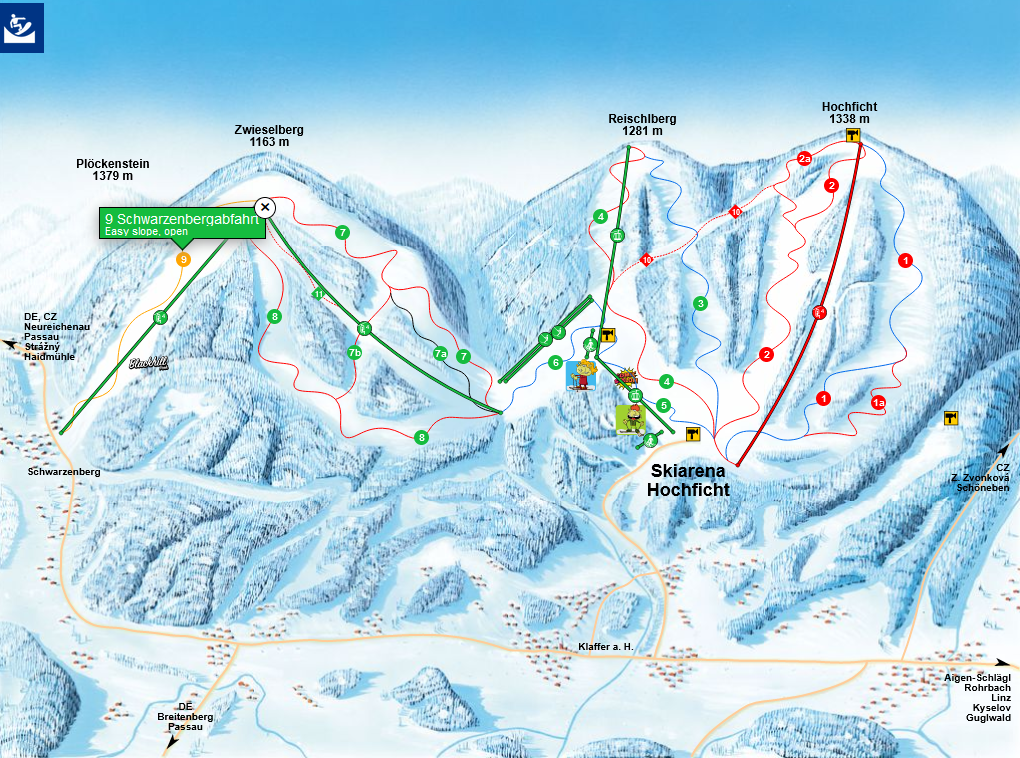 Hochficht
1338 m
Reischlberg
1281 m
Zwieselberg
1163 m
Plöckenstein
1379 m
9 Schwarzenbergabfahrt
Easy slope, open
9
7
8
11
7b
7a
7
8
6
4
10
10
3
2a
2
1
2
4
5
1
1a
DE, CZ
Neureichenau
Passau
Strážný
Haidmühle
Schwarzenberg
Skiarena
Hochficht
CZ
Z. Zvonková
Schöneben
Klaffer a. H.
Aigen-Schlägl
Rohrbach
Linz
Kyselov
Guglwald
DE
Breitenberg
Passau